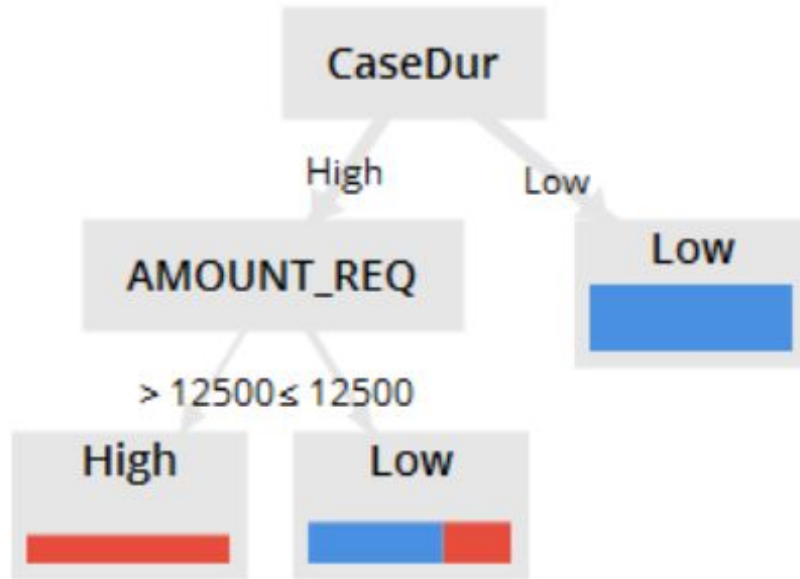 CaseDur
High
Low
AMOUNT_REQ
Low
> 12500
≤ 12500
High
Low